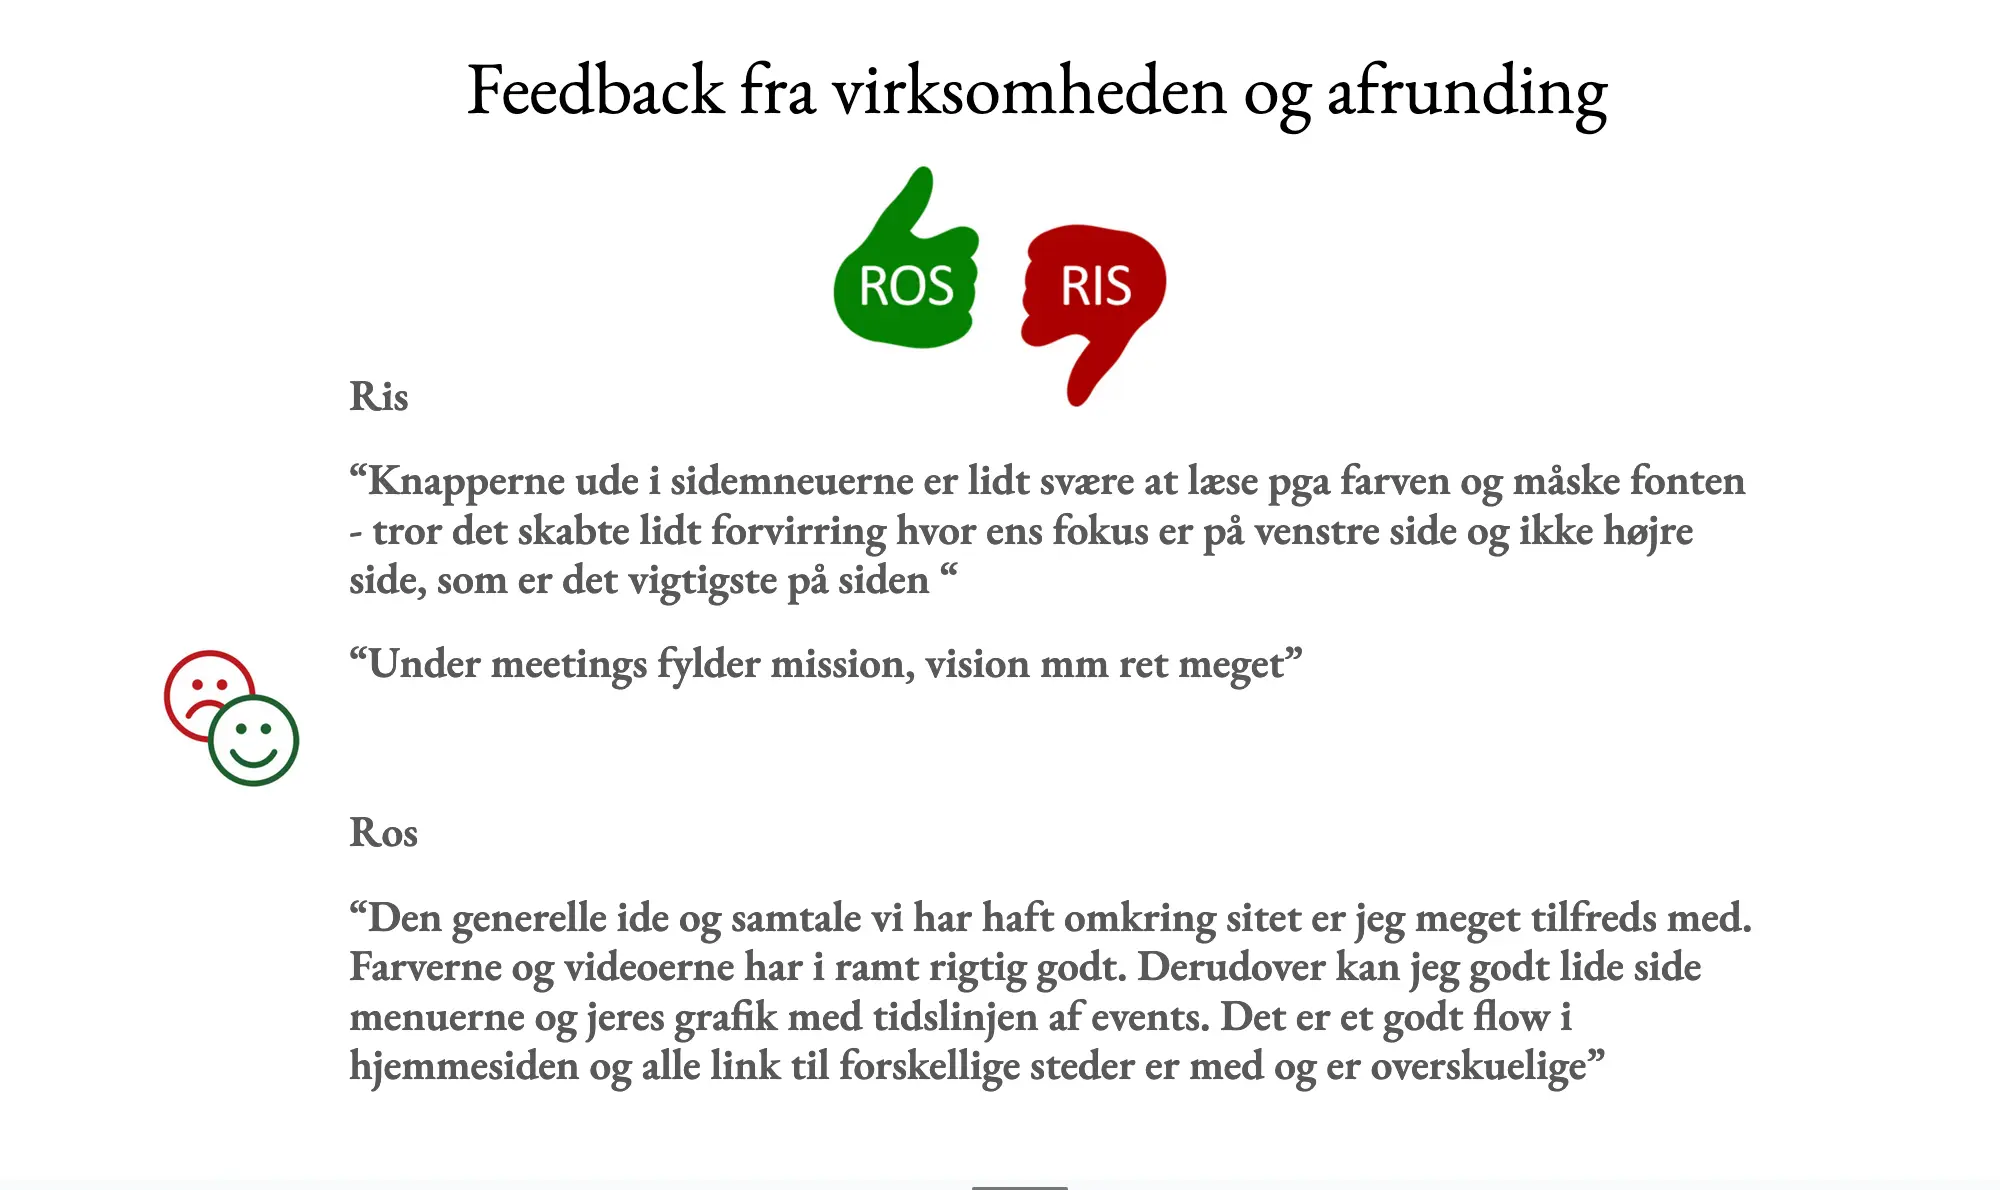 Feedback fra virksomheden og afrunding
ROS
RIS
Ris
“Knapperne ude i sidemneuerne er lidt svære at læse pga farven og måske fonten
- tror det skabte lidt forvirring hvor ens fokus er på venstre side og ikke højre
side, som er det vigtigste på siden “
“Under meetings fylder mission, vision mm ret meget”
Ros
“Den generelle ide og samtale vi har haft omkring sitet er jeg meget tilfreds med.
Farverne og videoerne har i ramt rigtig godt. Derudover kan jeg godt lide side
menuerne og jeres grafik med tidslinjen af events. Det er et godt flow i
hjemmesiden og alle link til forskellige steder er med og er overskuelige”